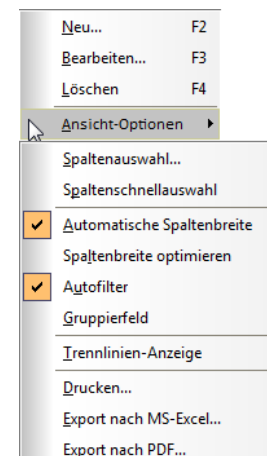 Neu... F2
Bearbeiten... F3
Löschen F4
Ansicht-Optionen
Spaltenauswahl...
Spaltenschnellauswahl
Automatische Spaltenbreite
Spaltenbreite optimieren
Autofilter
Gruppierfeld
Trennlinien-Anzeige
Drucken...
Export nach MS-Excel...
Export nach PDF...